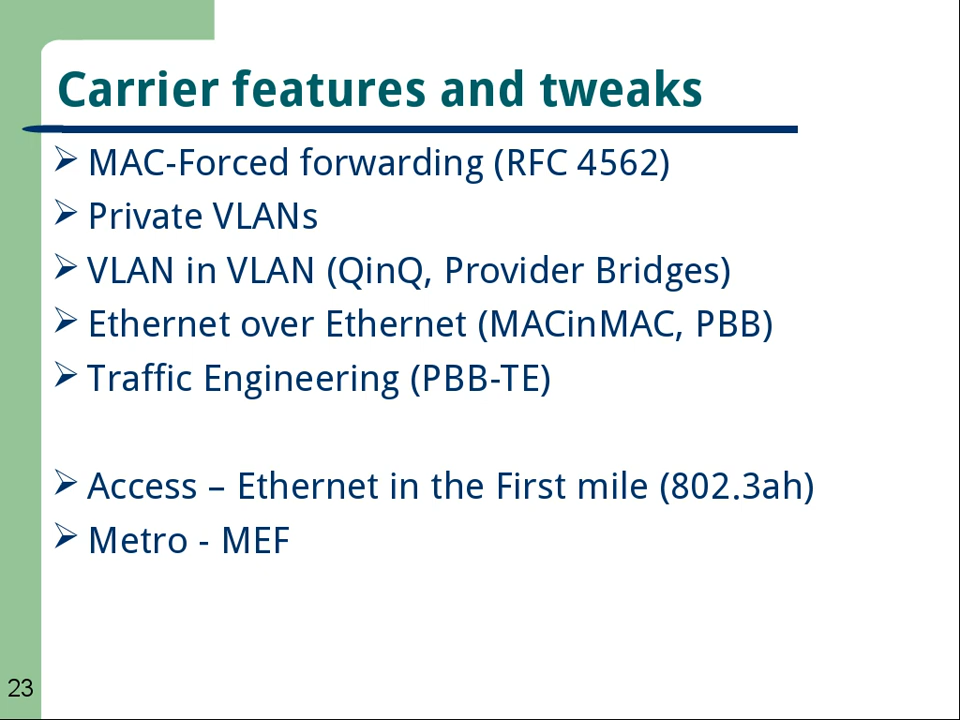 Carrier features and tweaks
MAC-Forced forwarding (RFC 4562)
Private VLANs
VLAN in VLAN (QinQ, Provider Bridges)
Ethernet over Ethernet (MACinMAC, PBB)
Traffic Engineering (PBB-TE)
Access – Ethernet in the First mile (802.3ah)
Metro - MEF
23